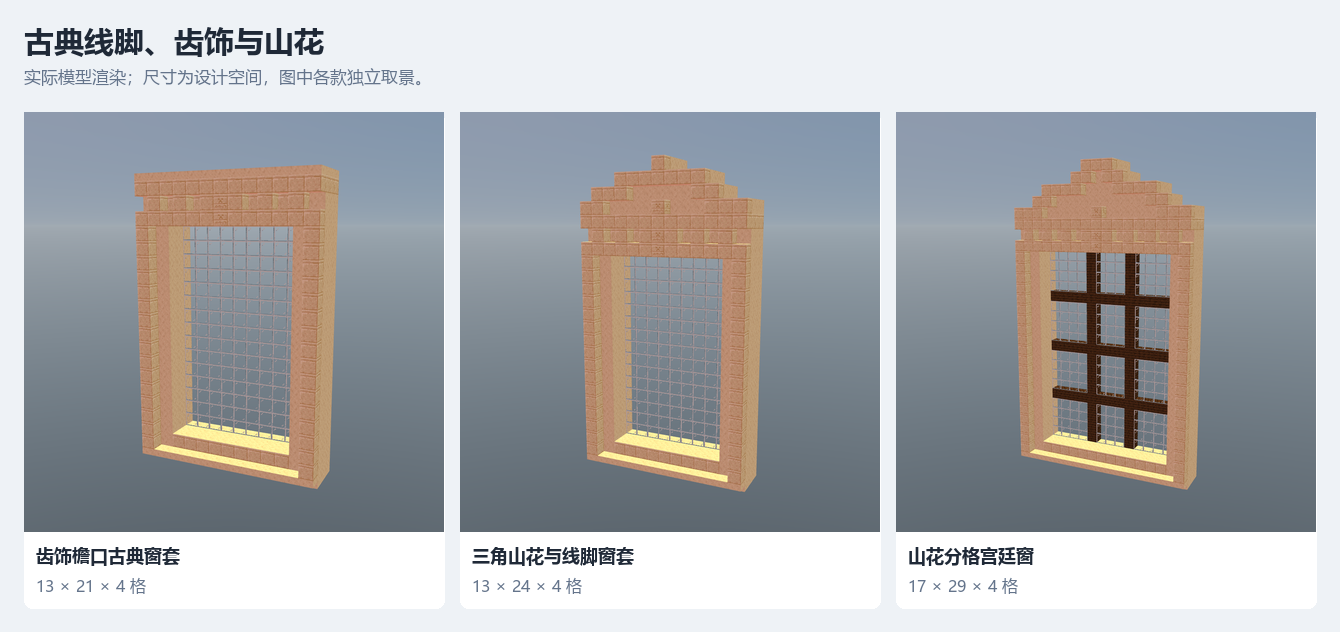 古典线脚、齿饰与山花
实际模型渲染；尺寸为设计空间，图中各款独立取景。
齿饰檐口古典窗套
13 × 21 × 4 格
三角山花与线脚窗套
13 × 24 × 4 格
山花分格宫廷窗
17 × 29 × 4 格